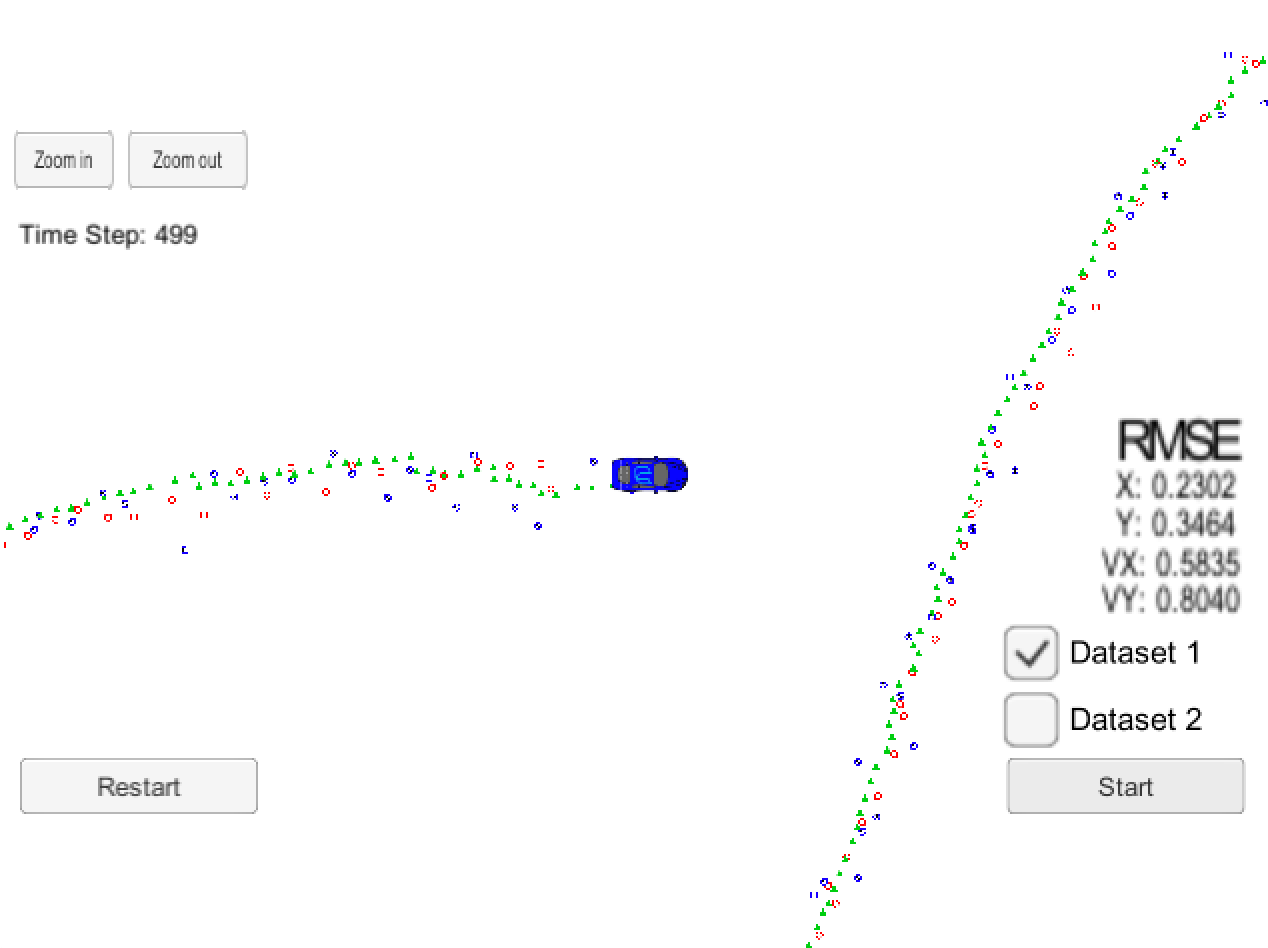 Zoom in
Zoom out
Time Step: 499
RMSE
X: 0.2302
Y: 0.3464
VX: 0.5835
VY: 0.8040
Dataset 1
Dataset 2
Restart
Start